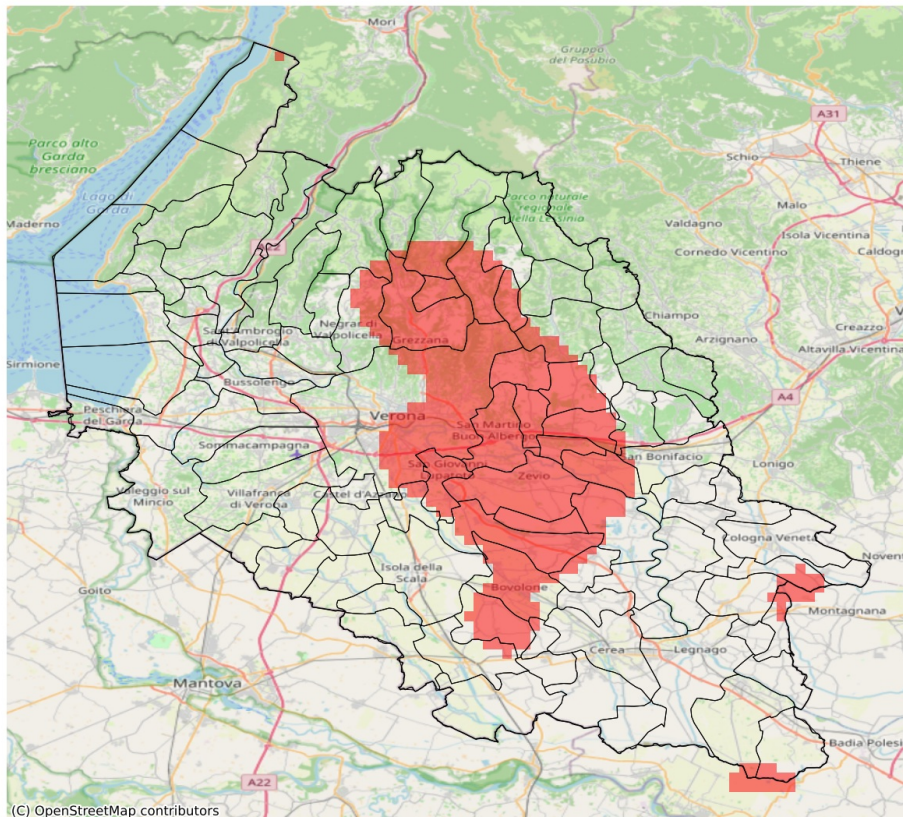 Mori
Gruppo
del Pasubio
A31
Parco alto
Garda
bresciano
Schio
Thiene
Lago di
Garda
Parco naturale
regionale
della Lessinia
Malo
Maderno
Valdagno
Isola Vicentina
A22
Cornedo Vicentino
Caldog
Sant'Ambrogio
di Valpolicella
Negrar di
Valpolicella
Grezzana
Chiampo
Creazzo
Arzignano
Altavilla Vicentina
Sirmione
Bussolengo
A4
Peschiera
del Garda
Verona
San Martino
Buon Albergo
Sommacampagna
San Bonifacio
San Giovanni
Lupatoto
Zevio
Lonigo
Valeggio sul
Mincio
Villafranca
di Verona
Castel d'Azzano
Cologna Veneta
Isola della
Scala
Novent
Goito
Bovolone
Montagnana
Cerea
Legnago
Mantova
Badia Polesi
A22
(C) OpenStreetMap contributors